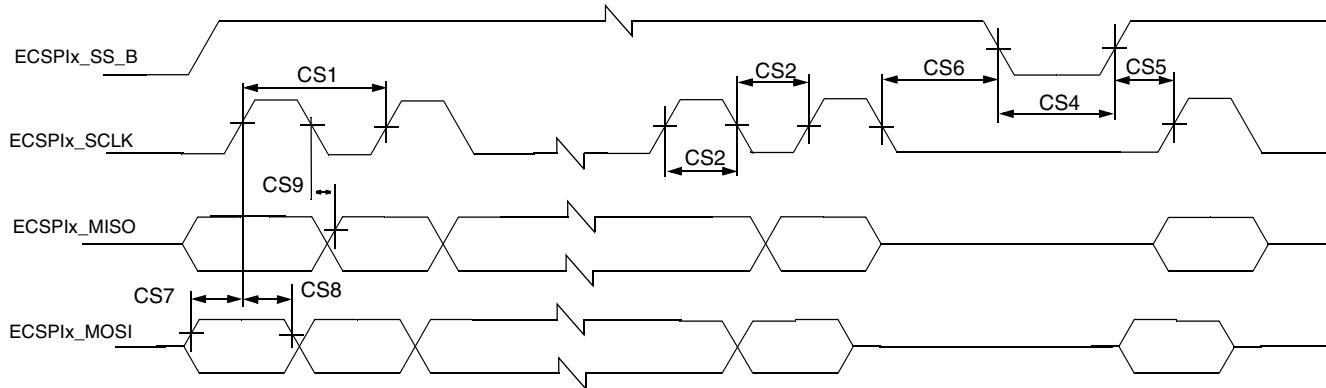 ECSPIx_SS_B
CS1
CS2
CS6
CS5
CS4
ECSPIx_SCLK
CS2
CS9
ECSPIx_MISO
CS7
CS8
ECSPIx_MOSI